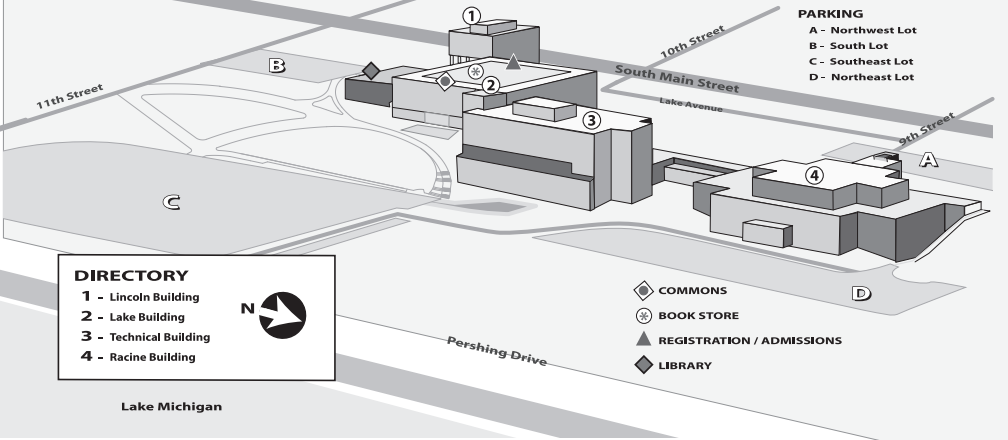 1
PARKING
A - Northwest Lot
B - South Lot
C - Southeast Lot
D - Northeast Lot
10th Street
B
11th Street
2
South Main Street
Lake Avenue
3
9th Street
A
4
C
DIRECTORY
1 - Lincoln Building
2 - Lake Building
3 - Technical Building
4 - Racine Building
N
D
COMMONS
BOOK STORE
REGISTRATION / ADMISSIONS
LIBRARY
Pershing Drive
Lake Michigan